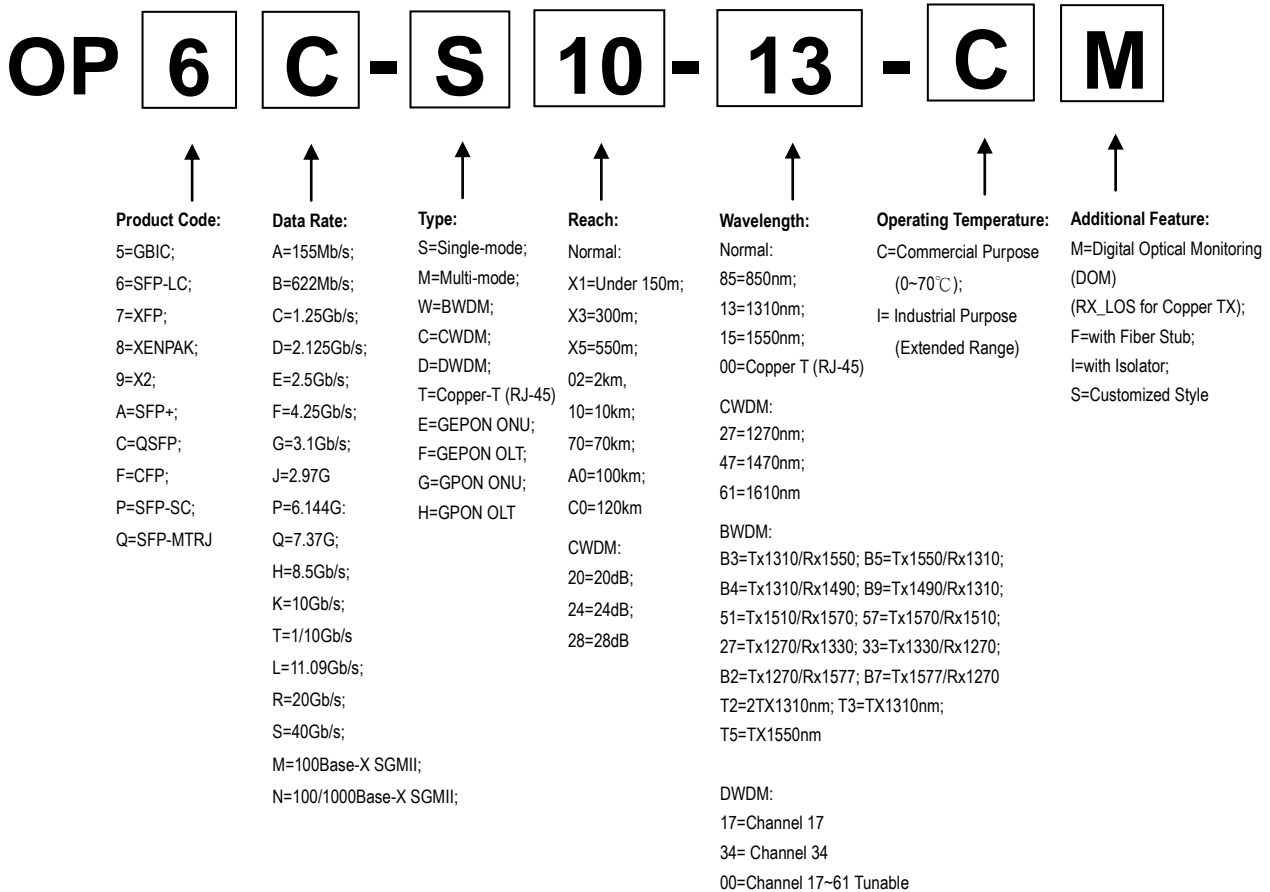 OP 6 C - S 10 - 13 - C M
Product Code:
5=GBIC;
6=SFP-LC;
7=XFP;
8=XENPAK;
9=X2;
A=SFP+;
C=QSFP;
F=CFP;
P=SFP-SC;
Q=SFP-MTRJ
Data Rate:
A=155Mb/s;
B=622Mb/s;
C=1.25Gb/s;
D=2.125Gb/s;
E=2.5Gb/s;
F=4.25Gb/s;
G=3.1Gb/s;
J=2.97G
P=6.144G:
Q=7.37G;
H=8.5Gb/s;
K=10Gb/s;
T=1/10Gb/s
L=11.09Gb/s;
R=20Gb/s;
S=40Gb/s;
M=100Base-X SGMII;
N=100/1000Base-X SGMII;
Type:
S=Single-mode;
M=Multi-mode;
W=BWDM;
C=CWDM;
D=DWDM;
T=Copper-T (RJ-45)
E=GEPON ONU;
F=GEPON OLT;
G=GPON ONU;
H=GPON OLT
Reach:
Normal:
X1=Under 150m;
X3=300m;
X5=550m;
02=2km,
10=10km;
70=70km;
A0=100km;
C0=120km
CWDM:
20=20dB;
24=24dB;
28=28dB
Wavelength:
Normal:
85=850nm;
13=1310nm;
15=1550nm;
00=Copper T (RJ-45)
CWDM:
27=1270nm;
47=1470nm;
61=1610nm
BWDM:
B3=Tx1310/Rx1550; B5=Tx1550/Rx1310;
B4=Tx1310/Rx1490; B9=Tx1490/Rx1310;
51=Tx1510/Rx1570; 57=Tx1570/Rx1510;
27=Tx1270/Rx1330; 33=Tx1330/Rx1270;
B2=Tx1270/Rx1577; B7=Tx1577/Rx1270
T2=2TX1310nm; T3=TX1310nm;
T5=TX1550nm
DWDM:
17=Channel 17
34= Channel 34
00=Channel 17~61 Tunable
Operating Temperature:
C=Commercial Purpose
(0~70℃);
I= Industrial Purpose
(Extended Range)
Additional Feature:
M=Digital Optical Monitoring
(DOM)
(RX_LOS for Copper TX);
F=with Fiber Stub;
I=with Isolator;
S=Customized Style